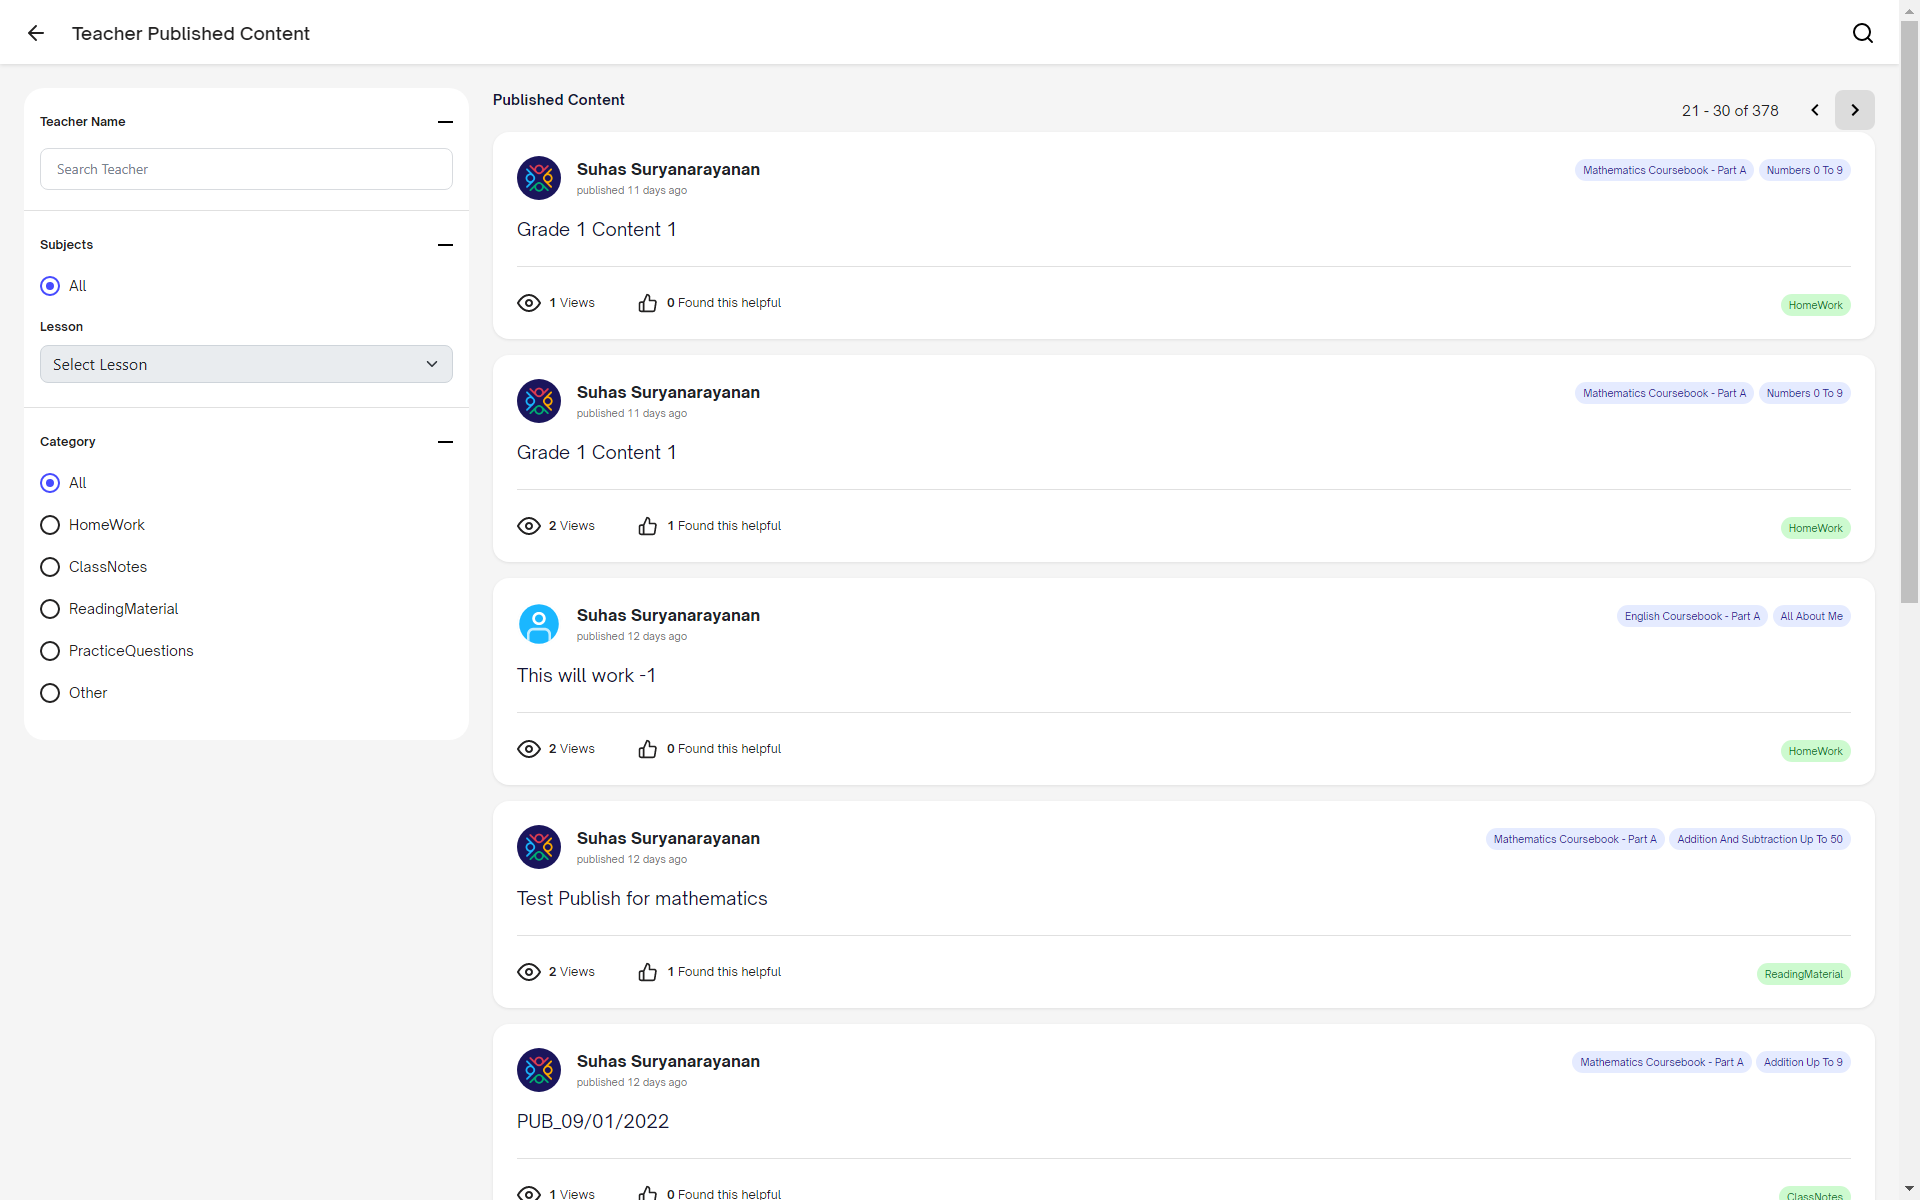 Teacher Published Content
Teacher Name
Search Teacher
Subjects
All
Lesson
Select Lesson
Category
All
HomeWork
ClassNotes
ReadingMaterial
PracticeQuestions
Other
Published Content
21 - 30 of 378
Suhas Suryanarayanan
published 11 days ago
Mathematics Coursebook - Part A
Numbers 0 To 9
Grade 1 Content 1
1 Views
0 Found this helpful
HomeWork
Suhas Suryanarayanan
published 11 days ago
Mathematics Coursebook - Part A
Numbers 0 To 9
Grade 1 Content 1
2 Views
1 Found this helpful
HomeWork
Suhas Suryanarayanan
published 12 days ago
English Coursebook - Part A
All About Me
This will work -1
2 Views
0 Found this helpful
HomeWork
Suhas Suryanarayanan
published 12 days ago
Mathematics Coursebook - Part A
Addition And Subtraction Up To 50
Test Publish for mathematics
2 Views
1 Found this helpful
ReadingMaterial
Suhas Suryanarayanan
published 12 days ago
Mathematics Coursebook - Part A
Addition Up To 9
PUB_09/01/2022
1 Views
0 Found this helpful
ClassNotes